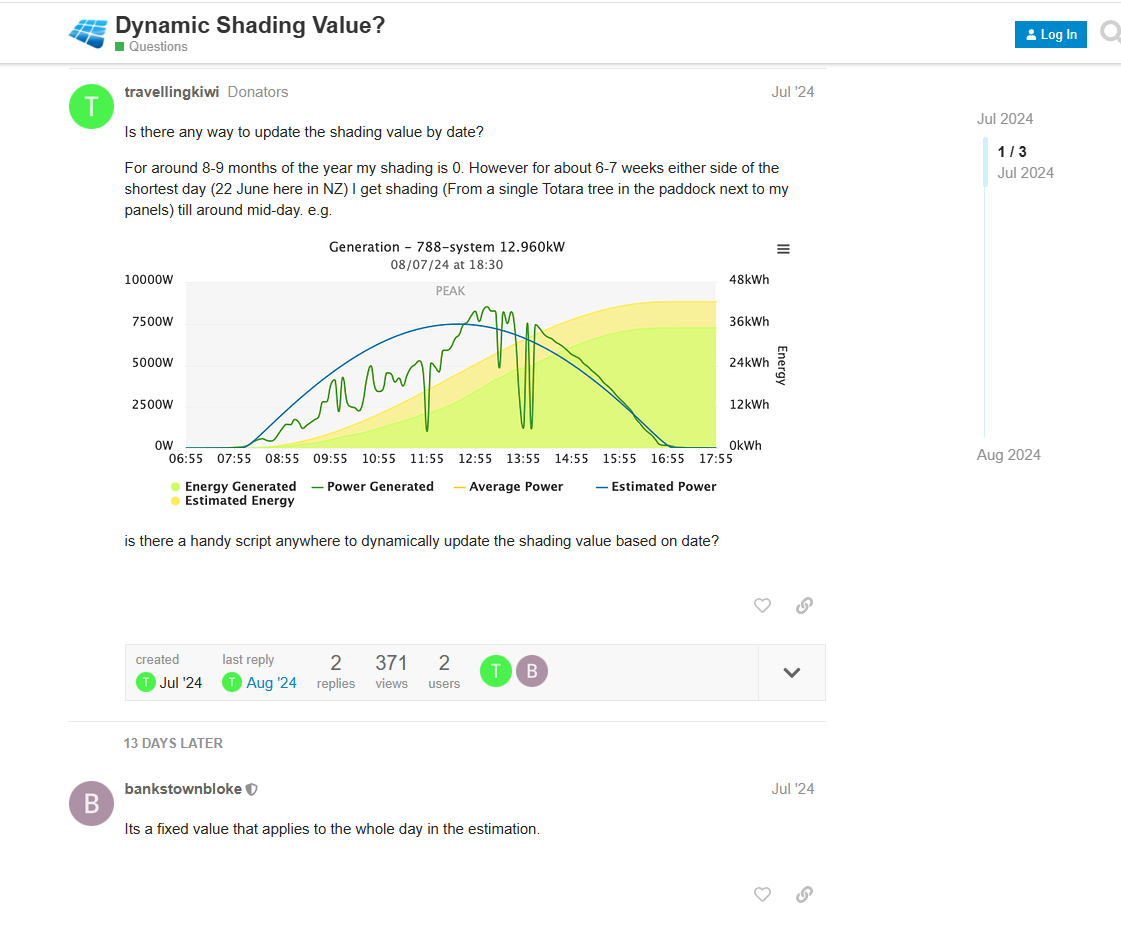 Dynamic Shading Value?
Questions
Log In
T
travellingkiwi Donators
Jul '24
Is there any way to update the shading value by date?
For around 8-9 months of the year my shading is 0. However for about 6-7 weeks either side of the
shortest day (22 June here in NZ) I get shading (From a single Totara tree in the paddock next to my
panels) till around mid-day. e.g.
Generation - 788-system 12.960kW
08/07/24 at 18:30
PEAK
10000W
7500W
5000W
2500W
0W
48kWh
36kWh
24kWh
12kWh
0kWh
Energy
06:55 07:55 08:55 09:55 10:55 11:55 12:55 13:55 14:55 15:55 16:55 17:55
Energy Generated Power Generated Average Power Estimated Power
Estimated Energy
is there a handy script anywhere to dynamically update the shading value based on date?
created last reply 2 371 2 T B
T Jul '24 T Aug '24 replies views users
13 DAYS LATER
B
bankstownbloke
Jul '24
Its a fixed value that applies to the whole day in the estimation.
Jul 2024
1 / 3
Jul 2024
Aug 2024